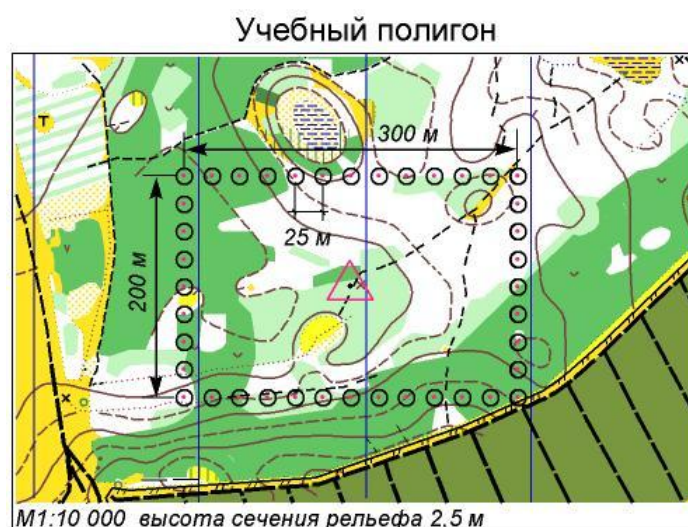 Учебный полигон
300 м
25 м
200 м
Т
М1:10 000 высота сечения рельефа 2,5 м